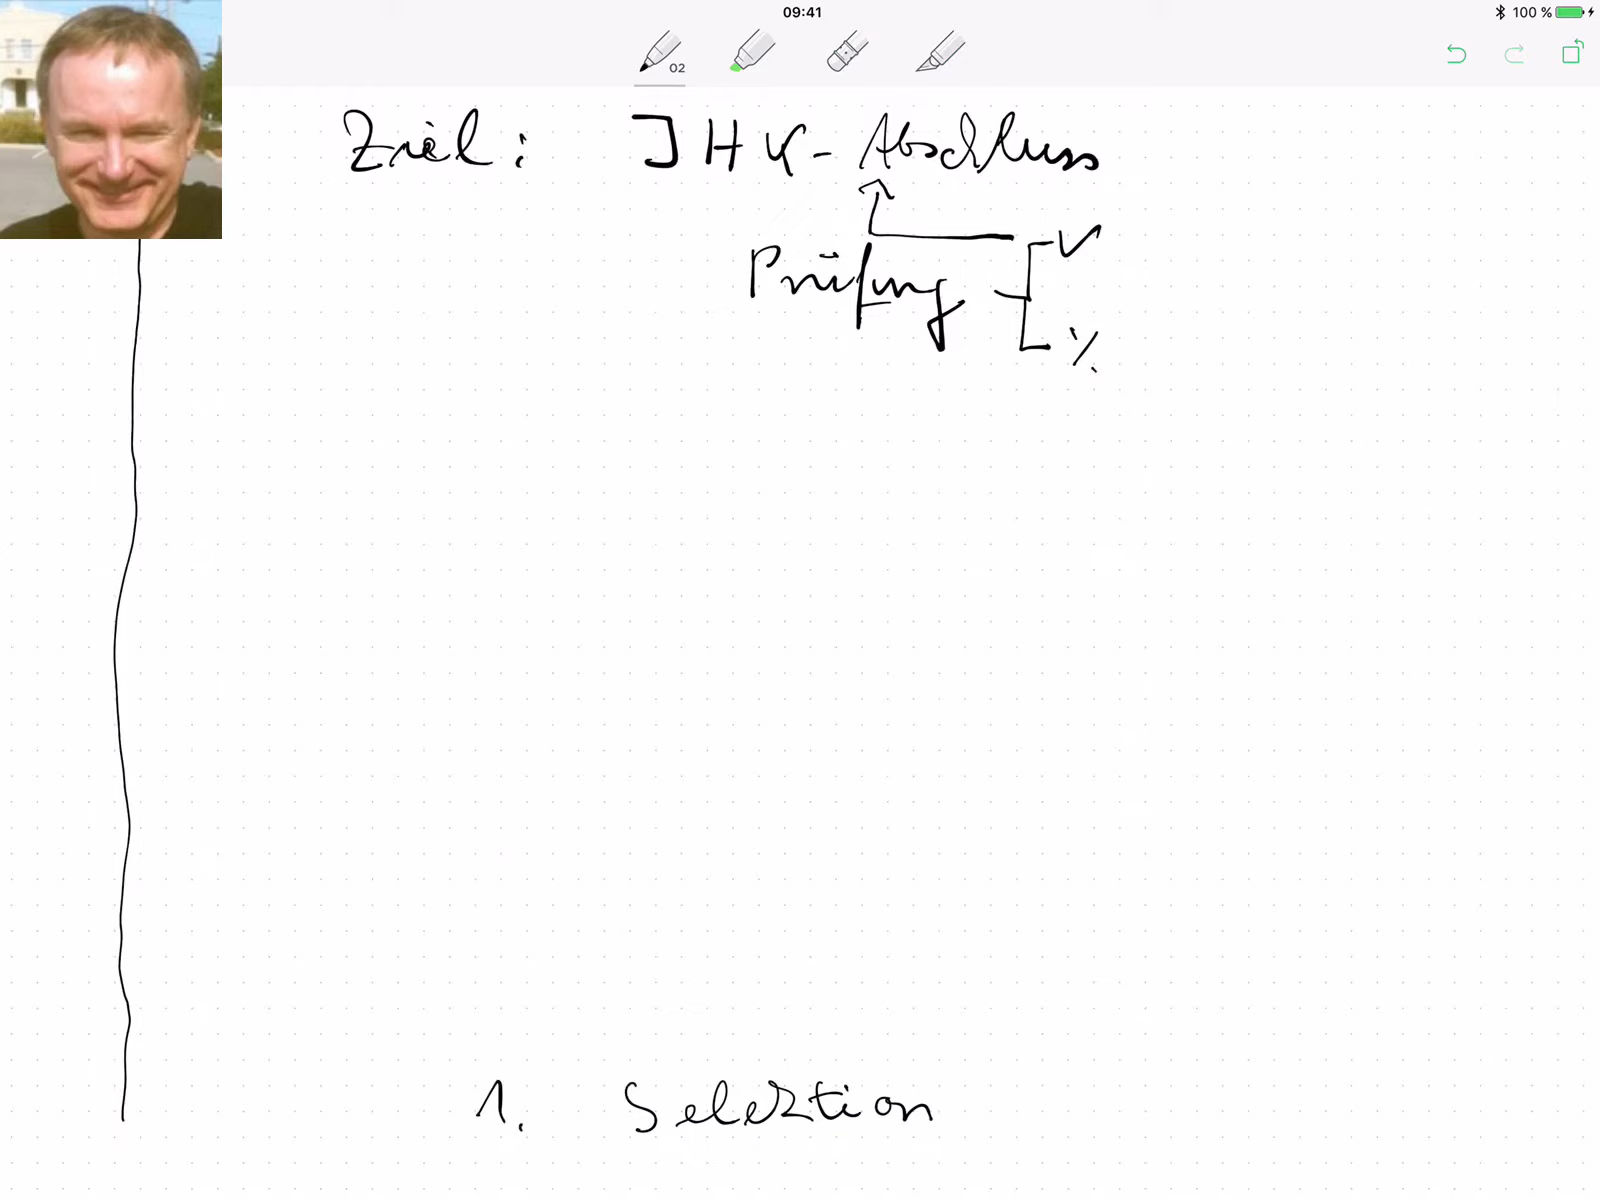 09:41
100 %
02
Ziel: IHK-Abschluss
Prüfung
1. Selektion